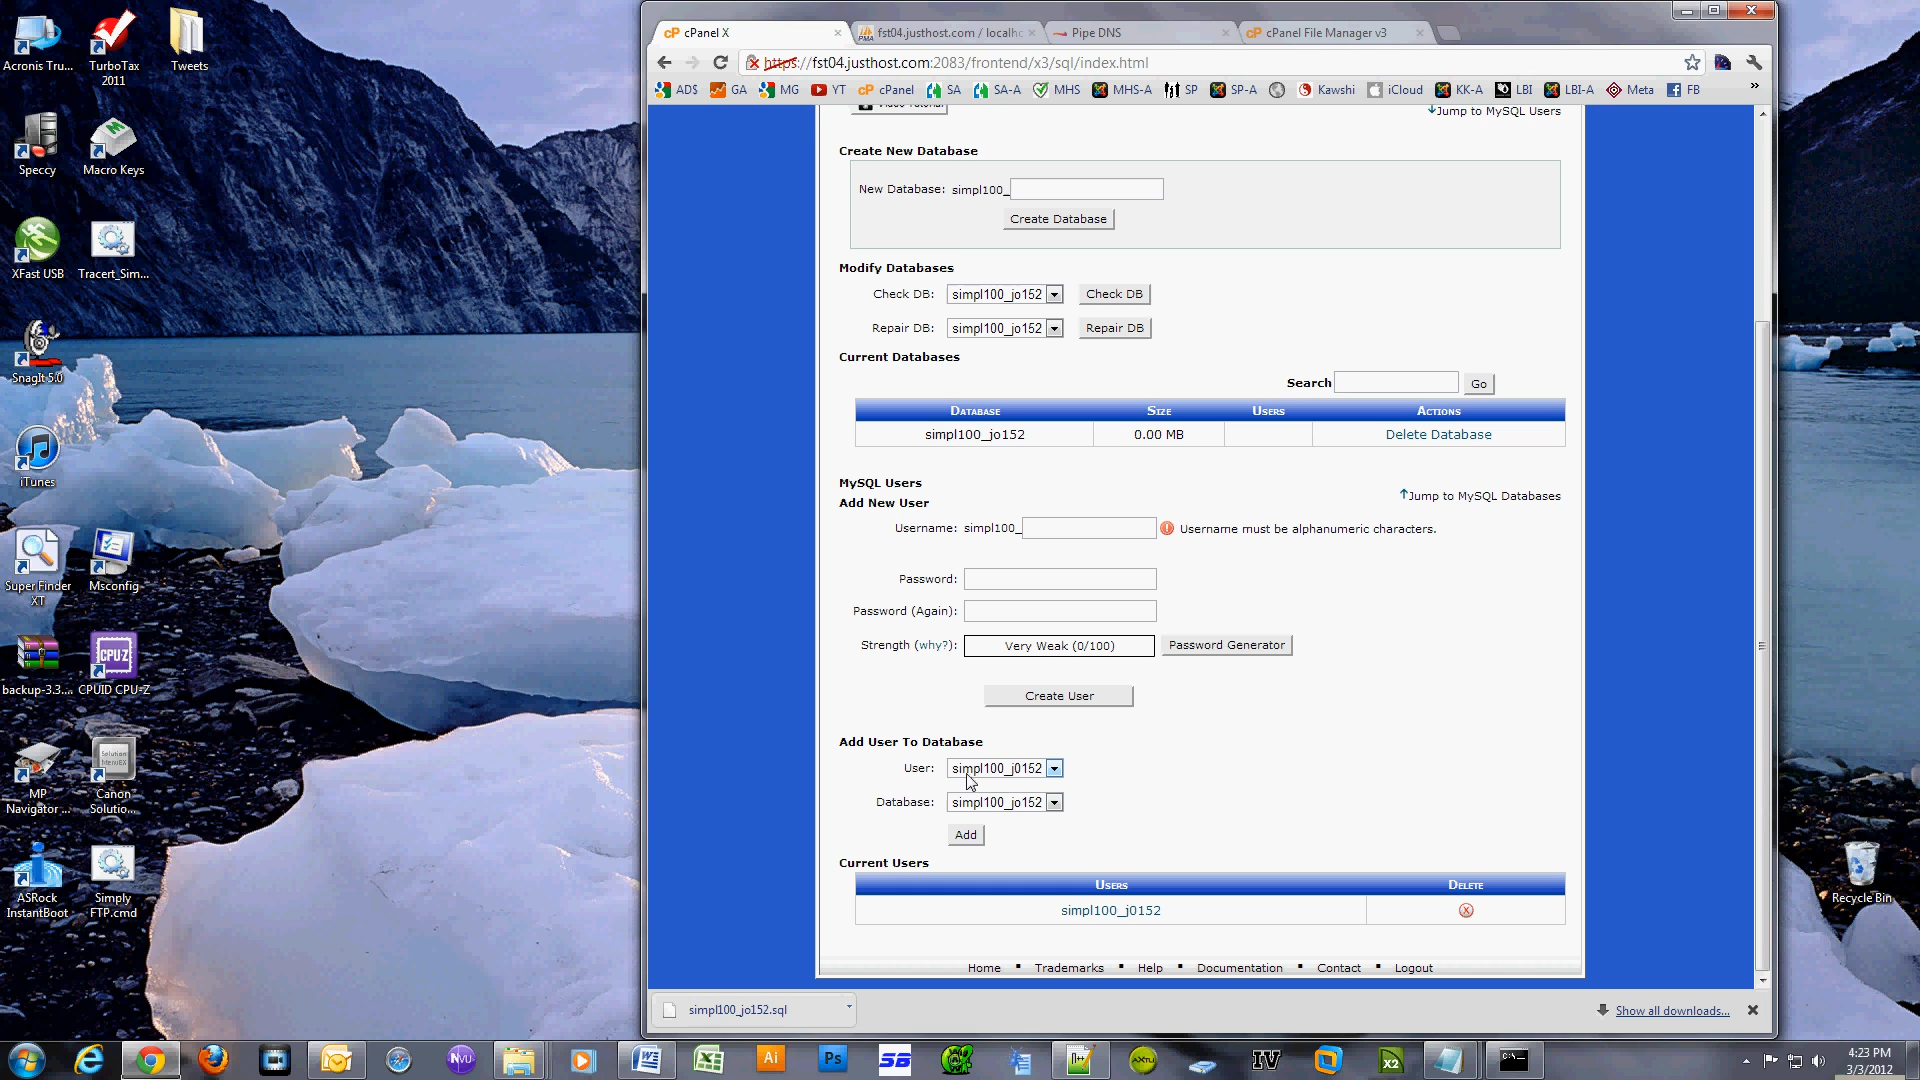 Acronis Tru...
TurboTax 2011
Tweets
Speccy
Macro Keys
XFast USB
Tracert_Sim...
SnagIt 5.0
iTunes
Super Finder XT
Msconfig
backup-3.3....
CPUID CPU-Z
MP Navigator ...
Canon Solutio...
ASRock InstantBoot
Simply FTP.cmd
Recycle Bin
cPanel X
fst04.justhost.com / localhc
Pipe DNS
cPanel File Manager v3
https://fst04.justhost.com:2083/frontend/x3/sql/index.html
AD$ GA MG YT cPanel SA SA-A MHS MHS-A SP SP-A Kawshi iCloud KK-A LBI LBI-A Meta FB »
Jump to MySQL Users
Create New Database
New Database: simpl100_
Create Database
Modify Databases
Check DB: simpl100_jo152 Check DB
Repair DB: simpl100_jo152 Repair DB
Current Databases
Search Go
Database Size Users Actions
simpl100_jo152 0.00 MB Delete Database
MySQL Users
Jump to MySQL Databases
Add New User
Username: simpl100_ Username must be alphanumeric characters.
Password:
Password (Again):
Strength (why?): Very Weak (0/100) Password Generator
Create User
Add User To Database
User: simpl100_j0152
Database: simpl100_jo152
Add
Current Users
Users Delete
simpl100_j0152
Home ▪ Trademarks ▪ Help ▪ Documentation ▪ Contact ▪ Logout
simpl100_jo152.sql
Show all downloads...
4:23 PM
3/3/2012